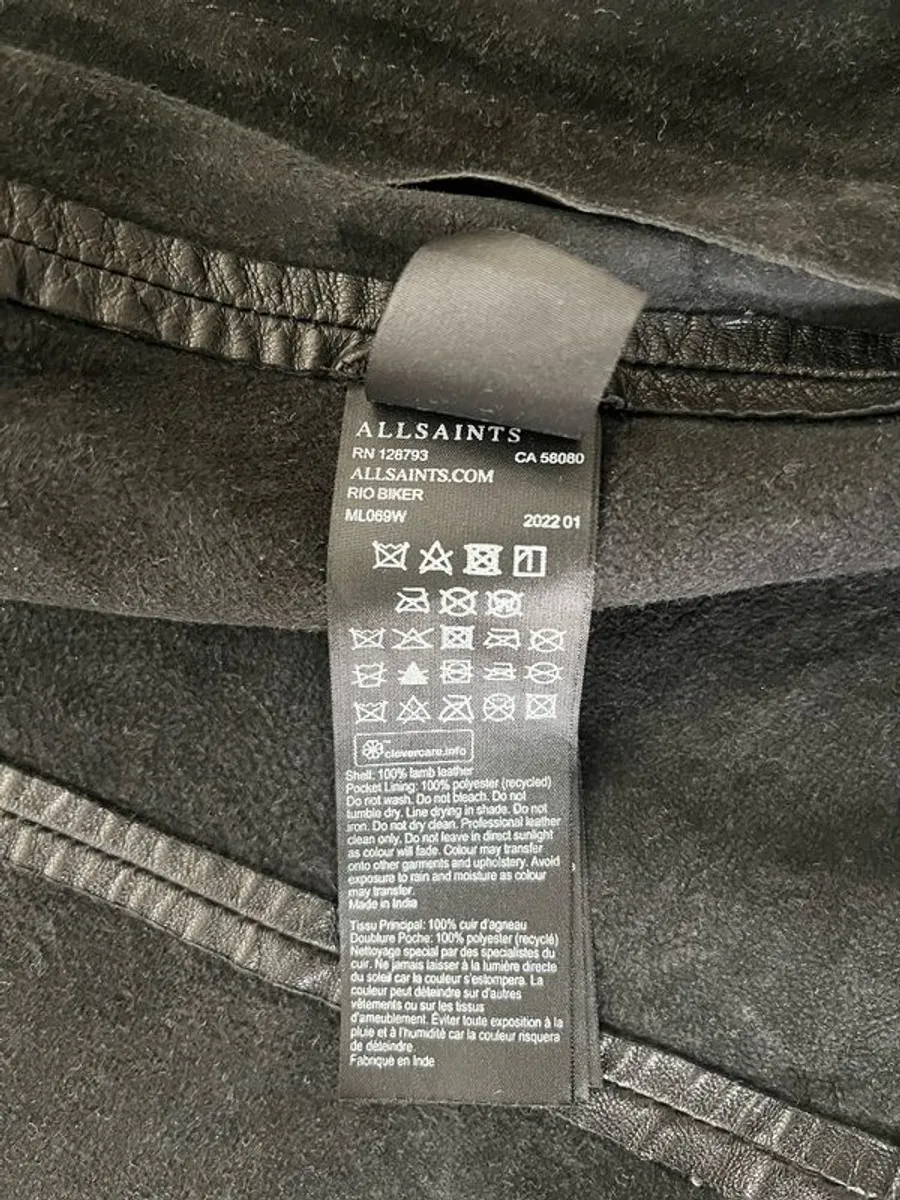 ALLSAINTS
RN 128793 CA 58080
ALLSAINTS.COM
RIO BIKER
ML069W 2022 01
clevercare.info
Shell: 100% lamb leather
Pocket Lining: 100% polyester (recycled)
Do not wash. Do not bleach. Do not
tumble dry. Line drying in shade. Do not
iron. Do not dry clean. Professional leather
clean only. Do not leave in direct sunlight
as colour will fade. Colour may transfer
onto other garments and upholstery. Avoid
exposure to rain and moisture as colour
may transfer.
Made in India
Tissu Principal: 100% cuir d'agneau
Doublure Poche: 100% polyester (recyclé)
Nettoyage special par des specialistes du
cuir. Ne jamais laisser à la lumière directe
du soleil car la couleur s'estompera. La
couleur peut déteindre sur d'autres
vêtements ou sur les tissus
d'ameublement. Éviter toute exposition à la
pluie et à l'humidité car la couleur risquera
de déteindre.
Fabriqué en Inde